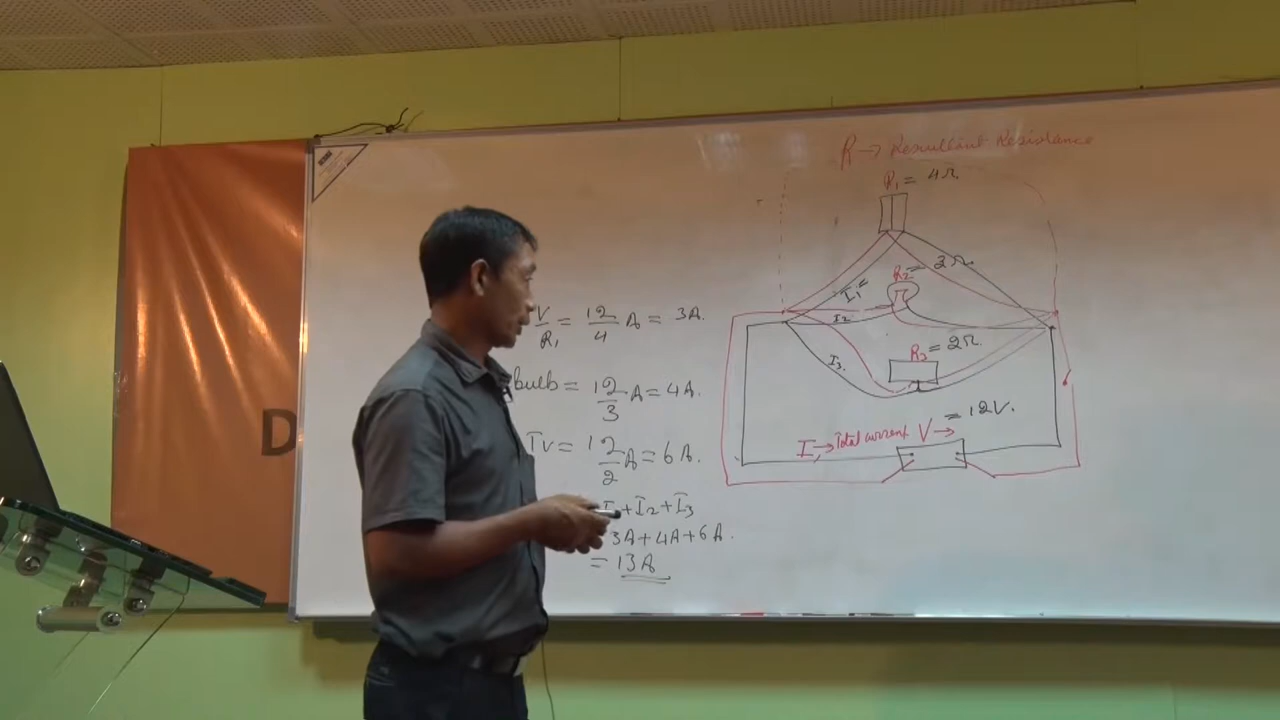 R → Resultant Resistance
R₁ = 4Ω
R₂ = 3Ω
I₁
I₂
R₃ = 2Ω
I₃
I → Total current V → = 12V.
V/R₁ = 12/4 A = 3A.
bulb = 12/3 A = 4A.
TV = 12/2 A = 6A.
I₁ + I₂ + I₃
3A + 4A + 6A.
= 13A
D